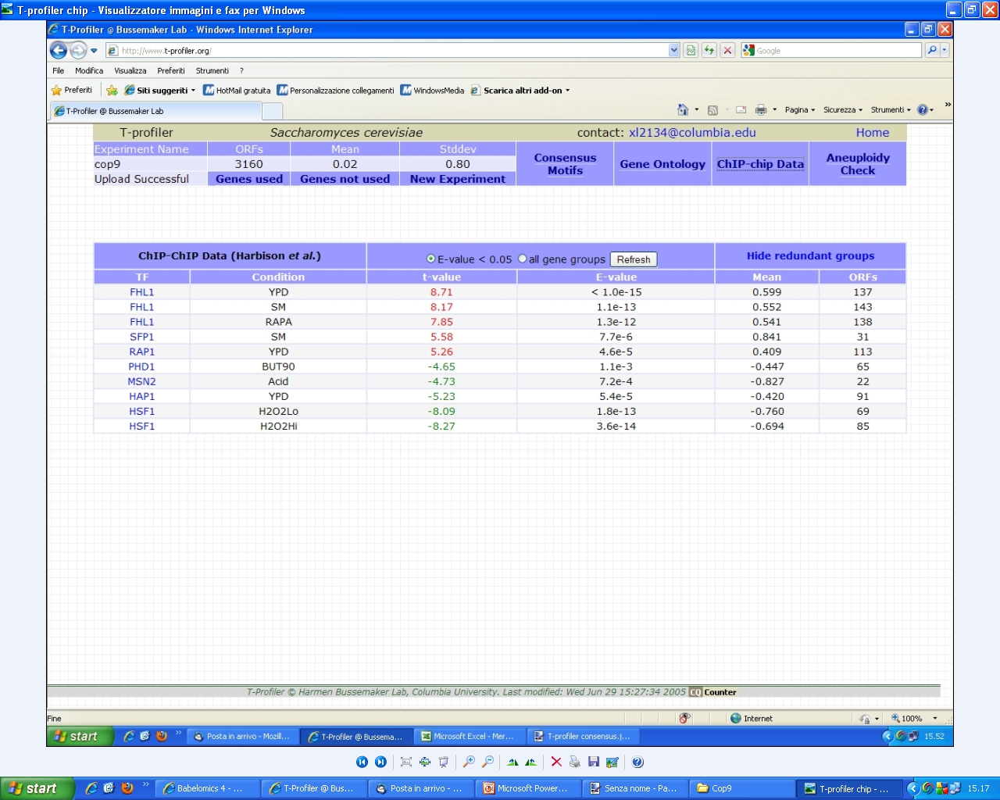 T-profiler chip - Visualizzatore immagini e fax per Windows
T-Profiler @ Bussemaker Lab - Windows Internet Explorer
http://www.t-profiler.org/
Google
File Modifica Visualizza Preferiti Strumenti ?
Preferiti Siti suggeriti HotMail gratuita Personalizzazione collegamenti WindowsMedia Scarica altri add-on
T-Profiler @ Bussemaker Lab
Pagina Sicurezza Strumenti
T-profiler Saccharomyces cerevisiae contact: xl2134@columbia.edu Home
Experiment Name ORFs Mean Stddev
cop9 3160 0.02 0.80
Upload Successful Genes used Genes not used New Experiment
Consensus Motifs Gene Ontology ChIP-chip Data Aneuploidy Check
ChIP-ChIP Data (Harbison et al.) E-value < 0.05 all gene groups Refresh Hide redundant groups
TF Condition t-value E-value Mean ORFs
FHL1 YPD 8.71 < 1.0e-15 0.599 137
FHL1 SM 8.17 1.1e-13 0.552 143
FHL1 RAPA 7.85 1.3e-12 0.541 138
SFP1 SM 5.58 7.7e-6 0.841 31
RAP1 YPD 5.26 4.6e-5 0.409 113
PHD1 BUT90 -4.65 1.1e-3 -0.447 65
MSN2 Acid -4.73 7.2e-4 -0.827 22
HAP1 YPD -5.23 5.4e-5 -0.420 91
HSF1 H2O2Lo -8.09 1.8e-13 -0.760 69
HSF1 H2O2Hi -8.27 3.6e-14 -0.694 85
T-Profiler © Harmen Bussemaker Lab, Columbia University. Last modified: Wed Jun 29 15:27:34 2005 CQ Counter
Fine Internet 100%
start Posta in arrivo - Mozill... T-Profiler @ Bussema... Microsoft Excel - Mer... T-profiler consensus.j... 15.52
start Babelomics 4 - ... T-Profiler @ Bus... Posta in arrivo - ... Microsoft Power... Senza nome - Pa... Cop9 T-profiler chip - ... 15.17